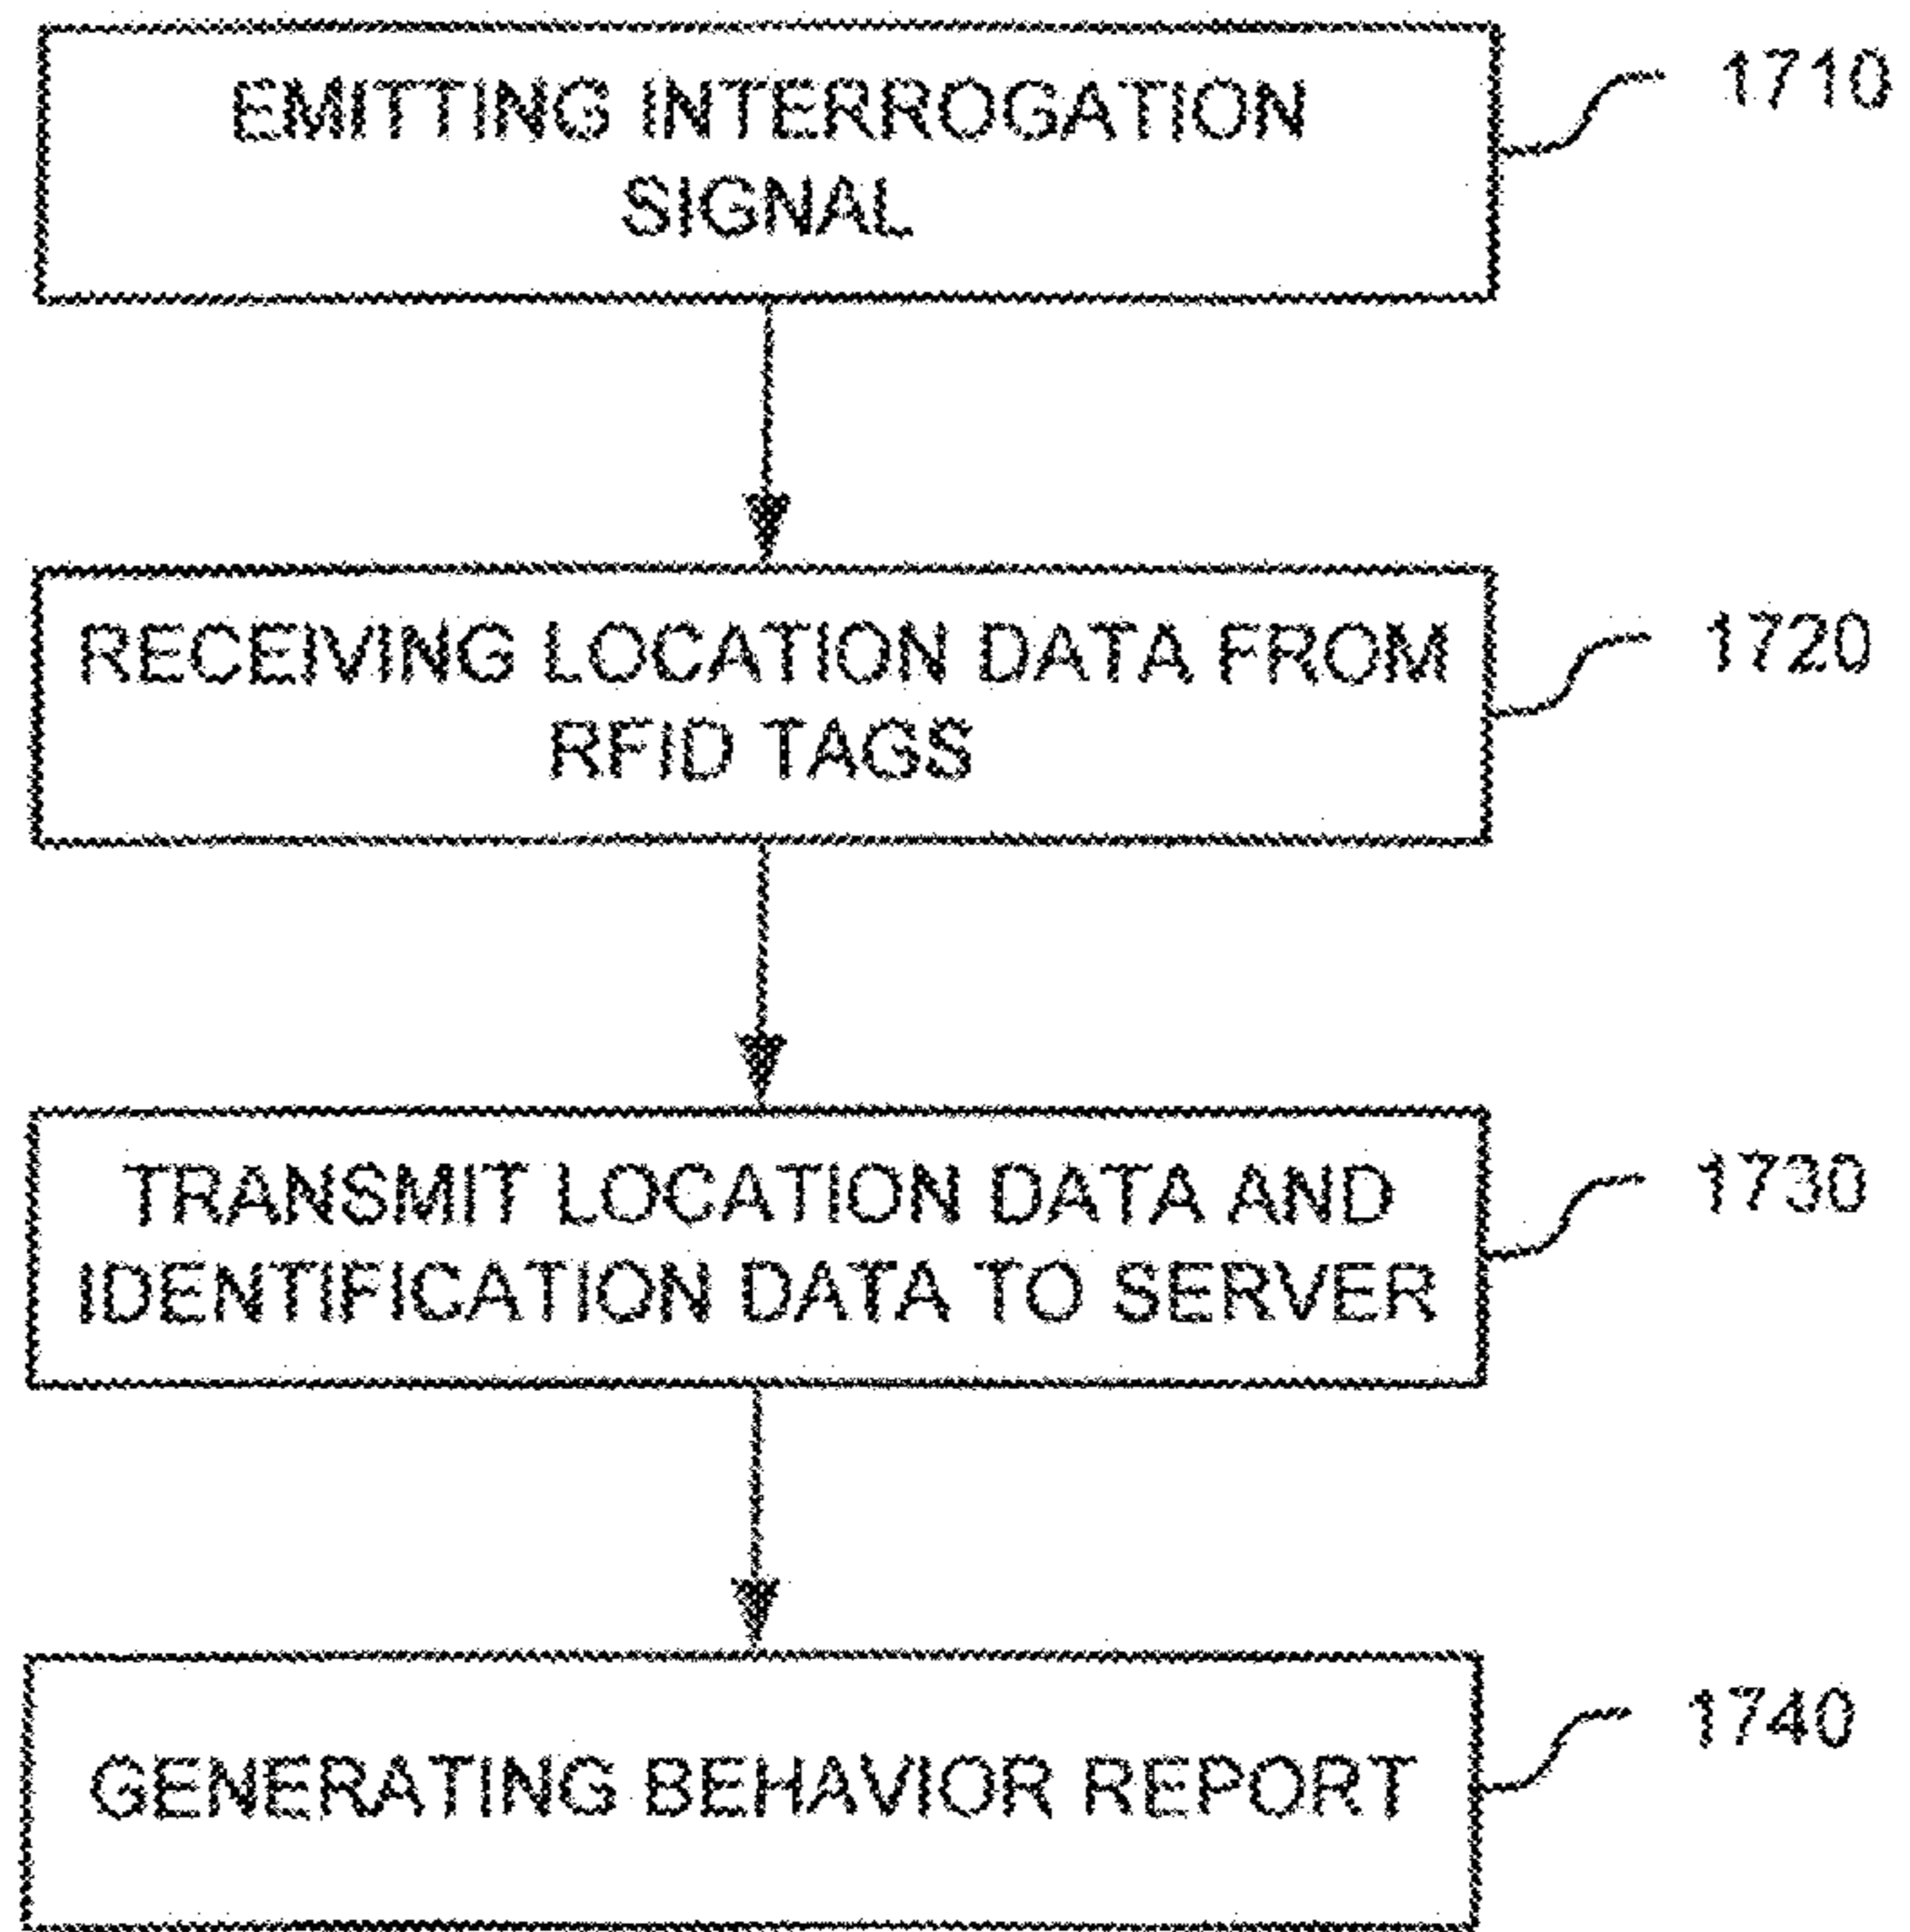 EMITTING INTERROGATION
SIGNAL
1710
RECEIVING LOCATION DATA FROM
RFID TAGS
1720
TRANSMIT LOCATION DATA AND
IDENTIFICATION DATA TO SERVER
1730
GENERATING BEHAVIOR REPORT
1740